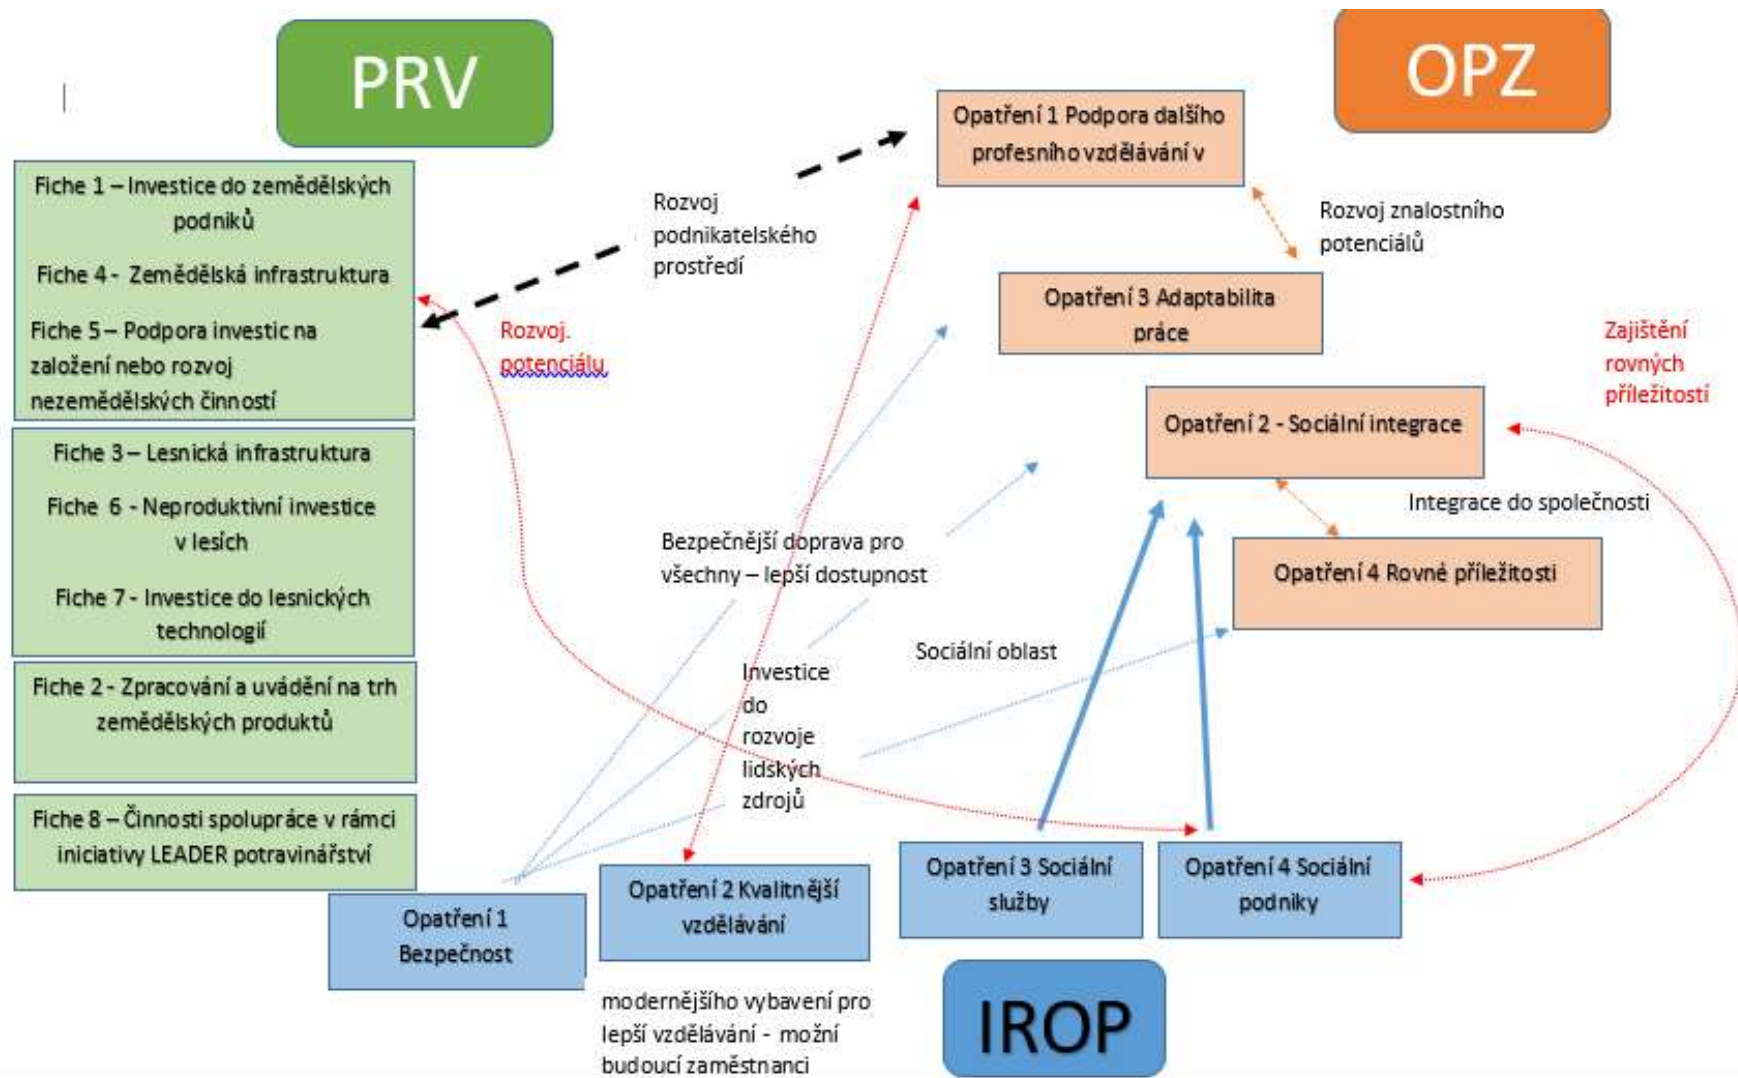 PRV
OPZ
Fiche 1 – Investice do zemědělských
podniků
Fiche 4 -  Zemědělská infrastruktura
Fiche 5 – Podpora investic na
založení nebo rozvoj
nezemědělských činností
Fiche 3 – Lesnická infrastruktura
Fiche  6 - Neproduktivní investice
v lesích
Fiche 7 - Investice do lesnických
technologií
Fiche 2 - Zpracování a uvádění na trh
zemědělských produktů
Fiche 8 – Činnosti spolupráce v rámci
iniciativy LEADER potravinářství
Rozvoj
podnikatelského
prostředí
Rozvoj.
potenciálu
Opatření 1 Podpora dalšího
profesního vzdělávání v
Rozvoj znalostního
potenciálů
Opatření 3 Adaptabilita
práce
Zajištění
rovných
příležitostí
Opatření 2 - Sociální integrace
Integrace do společnosti
Opatření 4 Rovné příležitosti
Bezpečnější doprava pro
všechny – lepší dostupnost
Sociální oblast
Investice
do
rozvoje
lidských
zdrojů
Opatření 1
Bezpečnost
Opatření 2 Kvalitnější
vzdělávání
Opatření 3 Sociální
služby
Opatření 4 Sociální
podniky
modernějšího vybavení pro
lepší vzdělávání - možní
budoucí zaměstnanci
IROP